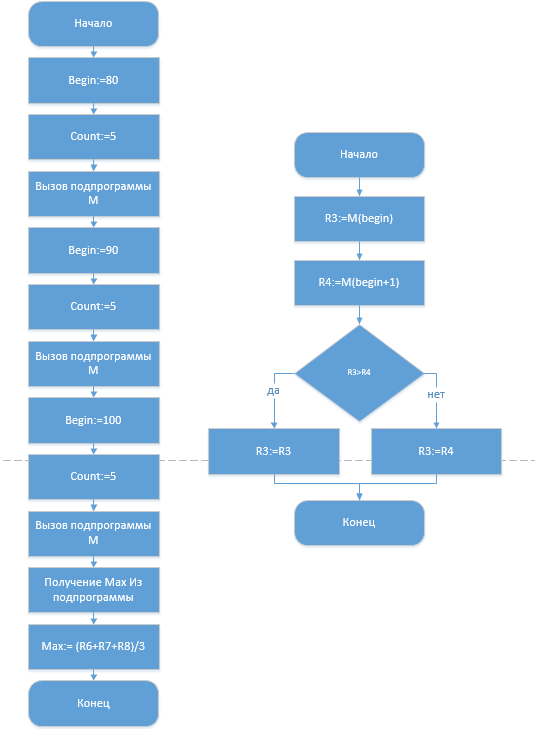 Начало
Begin:=80
Count:=5
Вызов подпрограммы
М
Begin:=90
Count:=5
Вызов подпрограммы
М
Begin:=100
Count:=5
Вызов подпрограммы
М
Получение Max Из
подпрограммы
Max:= (R6+R7+R8)/3
Конец
Начало
R3:=M(begin)
R4:=M(begin+1)
R3>R4
да
нет
R3:=R3
R3:=R4
Конец